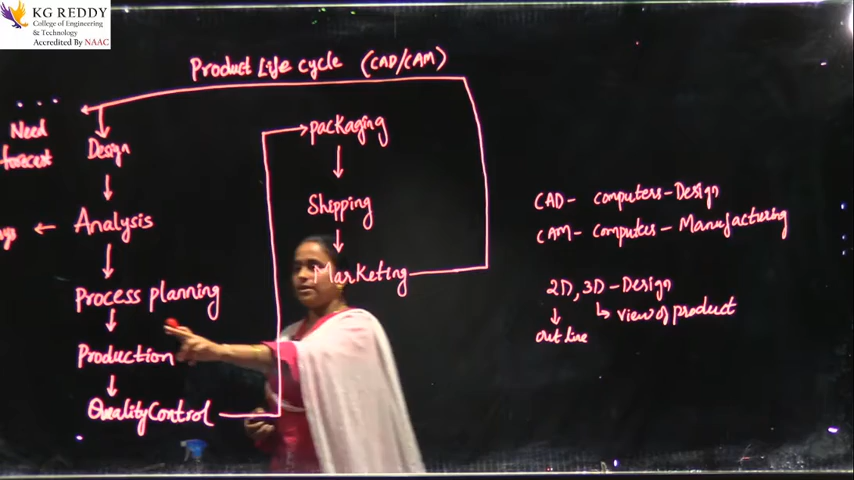 KG REDDY
College of Engineering
& Technology
Accredited By NAAC
Product Life cycle (CAD/CAM)
Need
forecast
Design
Analysis
Process planning
Production
Quality Control
Packaging
Shipping
Marketing
CAD- Computers-Design
CAM- Computers- Manufacturing
2D, 3D-Design
out line
view of product